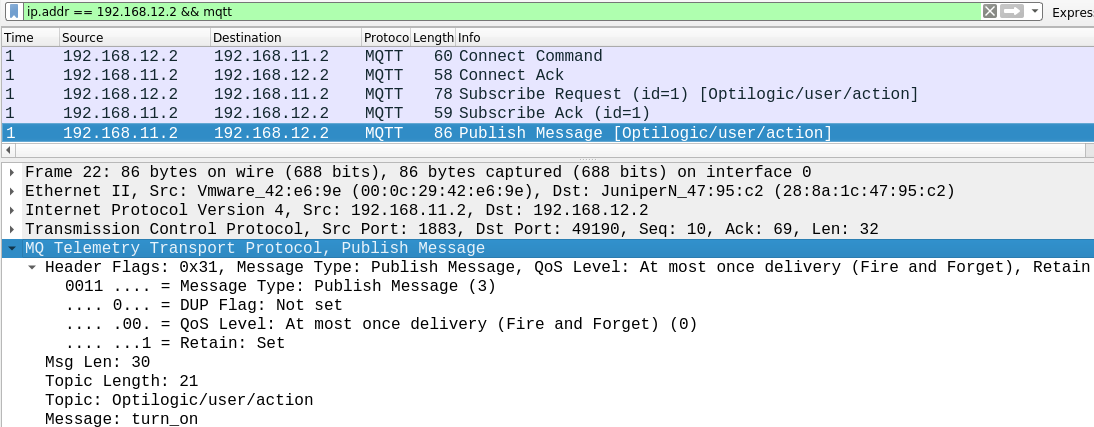 ip.addr == 192.168.12.2 && mqtt Expres
Time Source Destination Protoco Length Info
1 192.168.12.2 192.168.11.2 MQTT 60 Connect Command
1 192.168.11.2 192.168.12.2 MQTT 58 Connect Ack
1 192.168.12.2 192.168.11.2 MQTT 78 Subscribe Request (id=1) [Optilogic/user/action]
1 192.168.11.2 192.168.12.2 MQTT 59 Subscribe Ack (id=1)
1 192.168.11.2 192.168.12.2 MQTT 86 Publish Message [Optilogic/user/action]
Frame 22: 86 bytes on wire (688 bits), 86 bytes captured (688 bits) on interface 0
Ethernet II, Src: Vmware_42:e6:9e (00:0c:29:42:e6:9e), Dst: JuniperN_47:95:c2 (28:8a:1c:47:95:c2)
Internet Protocol Version 4, Src: 192.168.11.2, Dst: 192.168.12.2
Transmission Control Protocol, Src Port: 1883, Dst Port: 49190, Seq: 10, Ack: 69, Len: 32
MQ Telemetry Transport Protocol, Publish Message
Header Flags: 0x31, Message Type: Publish Message, QoS Level: At most once delivery (Fire and Forget), Retain
0011 .... = Message Type: Publish Message (3)
.... 0... = DUP Flag: Not set
.... .00. = QoS Level: At most once delivery (Fire and Forget) (0)
.... ...1 = Retain: Set
Msg Len: 30
Topic Length: 21
Topic: Optilogic/user/action
Message: turn_on